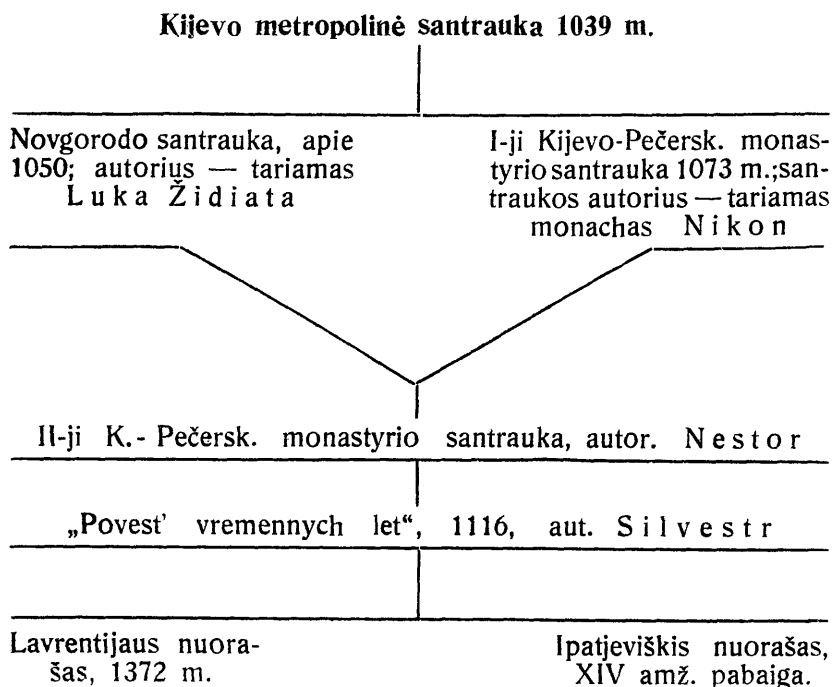 Kijevo metropolinė santrauka 1039 m.
Novgorodo santrauka, apie
1050; autorius — tariamas
Luka Židiata
I-ji Kijevo-Pečersk. monas-
tyrio santrauka 1073 m.; san-
traukos autorius — tariamas
monachas Nikon
II-ji K.- Pečersk. monastyrio santrauka, autor. Nestor
„Povest' vremennych let“, 1116, aut. Silvestr
Lavrentijaus nuora-
šas, 1372 m.
Ipatjeviškis nuorašas,
XIV amž. pabaiga.